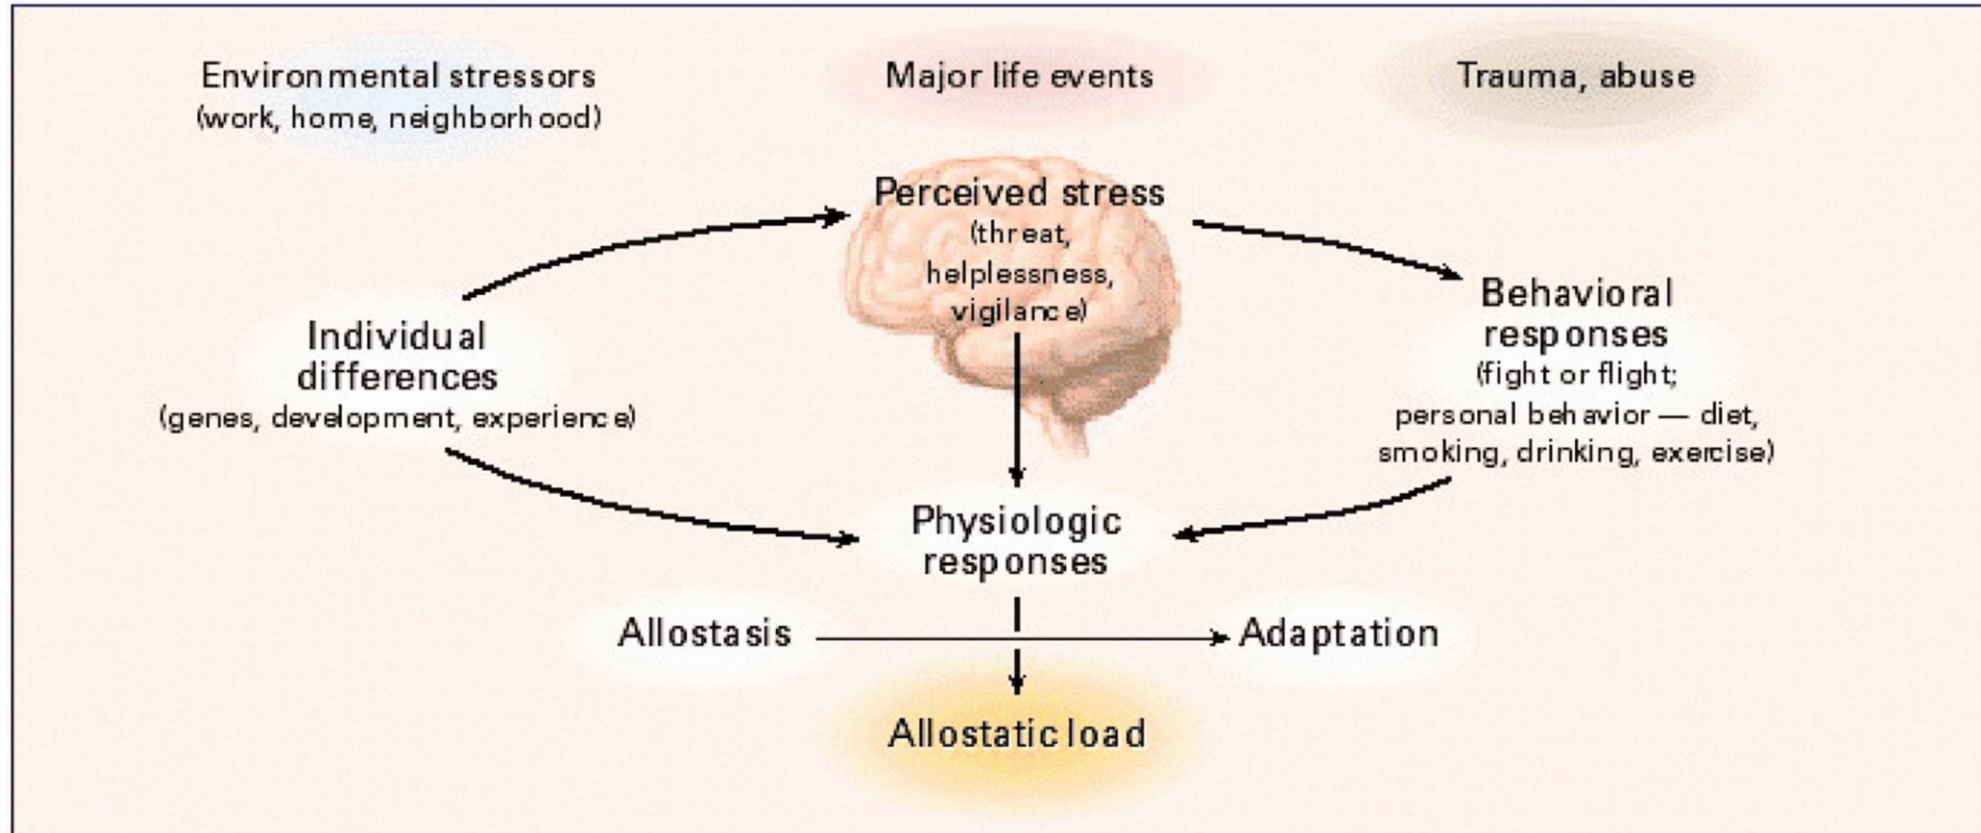 Environmental stressors
(work, home, neighborhood)
Major life events
Trauma, abuse
Perceived stress
(threat,
helplessness,
vigilance)
Individual
differences
(genes, development, experience)
Behavioral
responses
(fight or flight;
personal behavior — diet,
smoking, drinking, exercise)
Physiologic
responses
Allostasis
Adaptation
Allostatic load